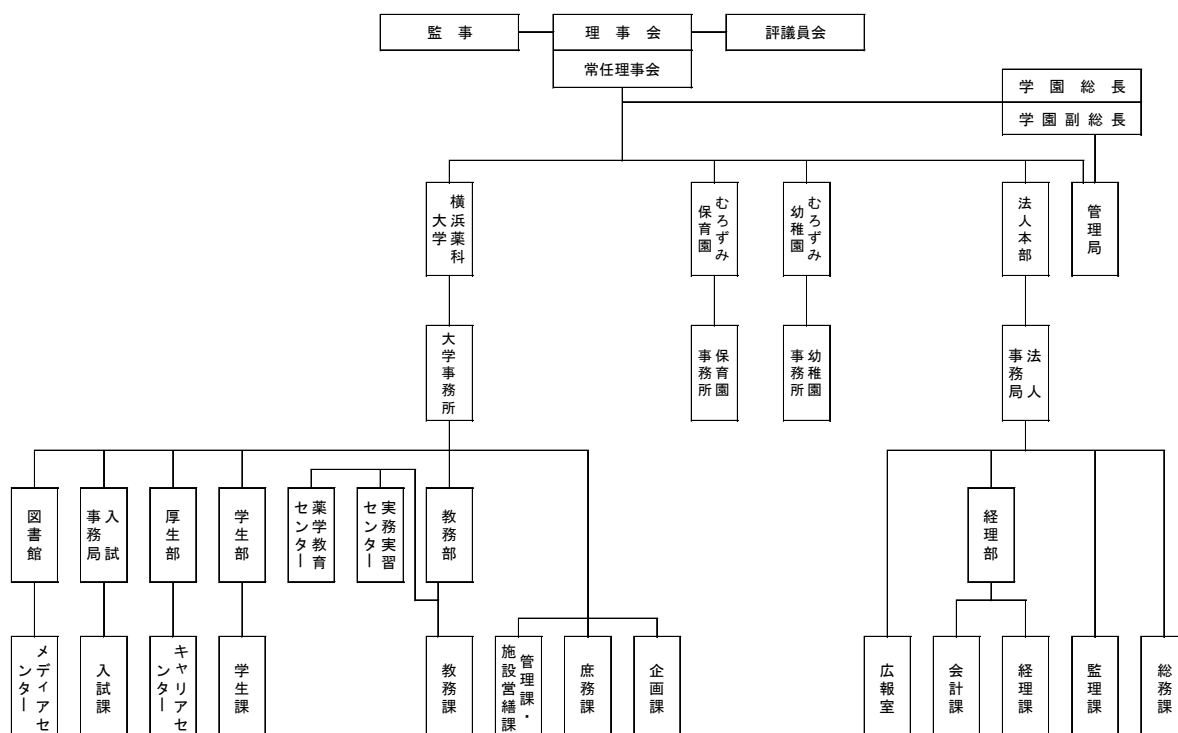 監事
理事会
評議員会
常任理事会
学園総長
学園副総長
横浜薬科
大学
むろずみ
保育園
むろずみ
幼稚園
法人本部
管理局
大学事務所
保育園
事務所
幼稚園
事務所
法人
事務局
図書館
入試
事務局
厚生部
学生部
薬学教育
センター
実務実習
センター
教務部
経理部
メディアセ
ンター
入試課
キャリアセ
ンター
学生課
教務課
管理課・
施設営繕課
庶務課
企画課
広報室
会計課
経理課
監理課
総務課